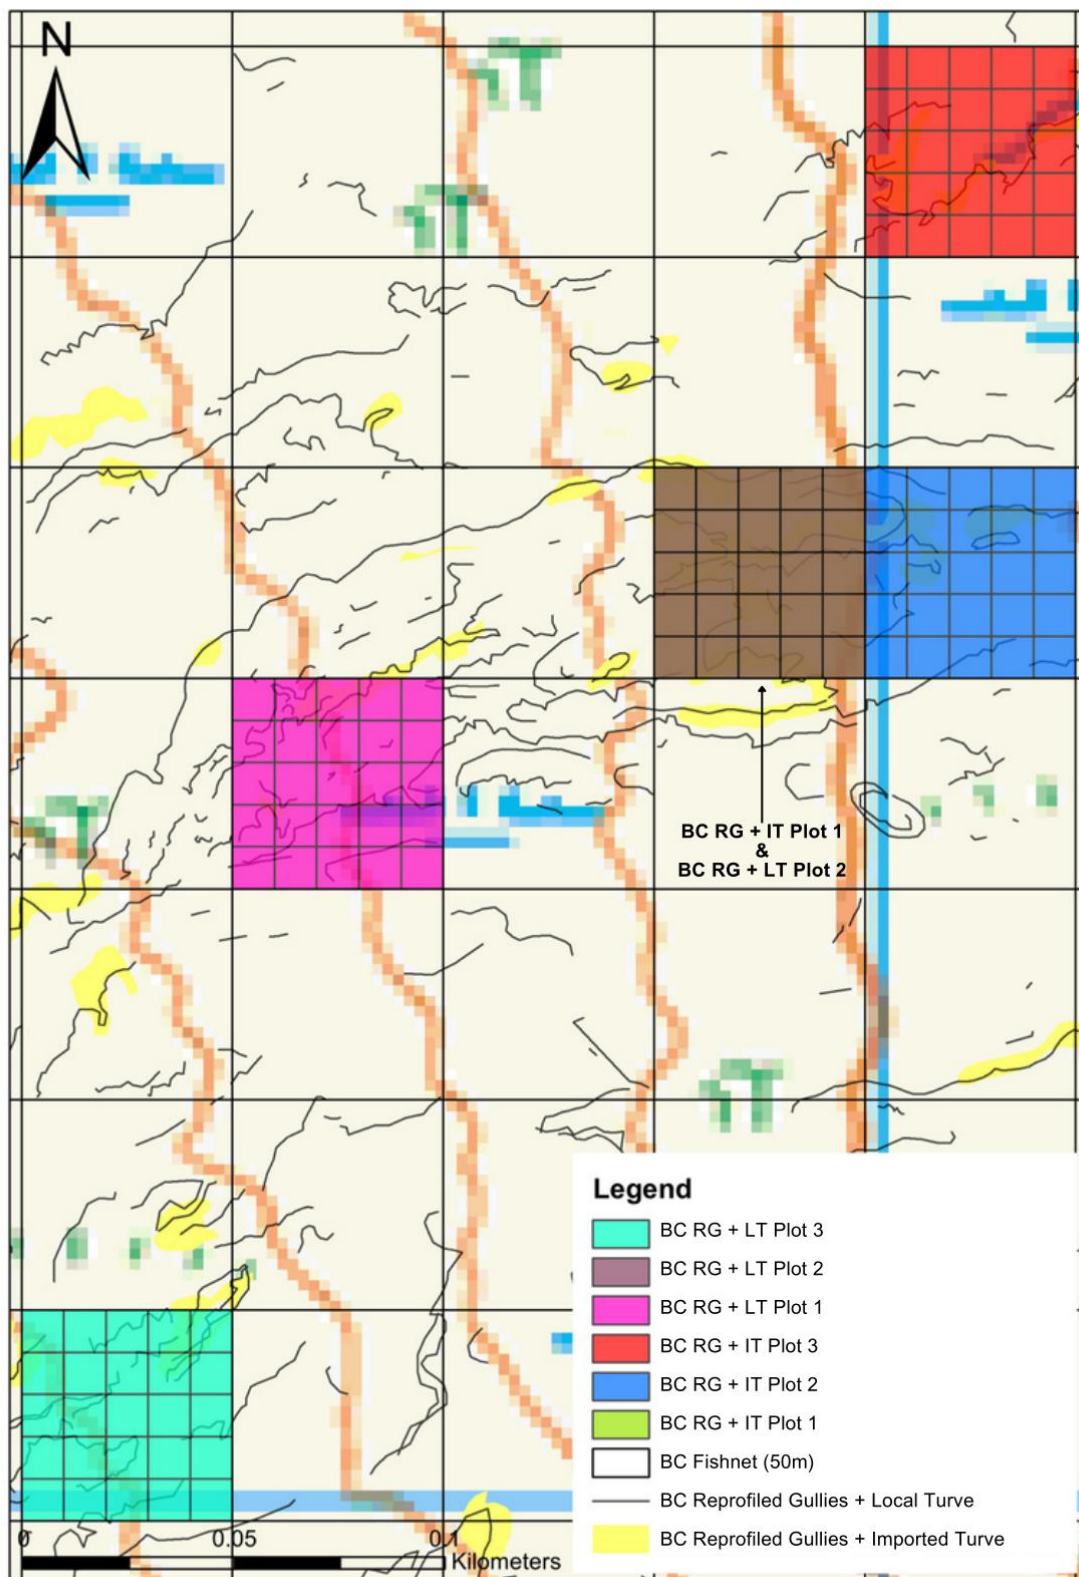 N
BC RG + IT Plot 1
&
BC RG + LT Plot 2
Legend
BC RG + LT Plot 3
BC RG + LT Plot 2
BC RG + LT Plot 1
BC RG + IT Plot 3
BC RG + IT Plot 2
BC RG + IT Plot 1
BC Fishnet (50m)
BC Reprofiled Gullies + Local Turve
BC Reprofiled Gullies + Imported Turve
0 0.05 0.1
Kilometers